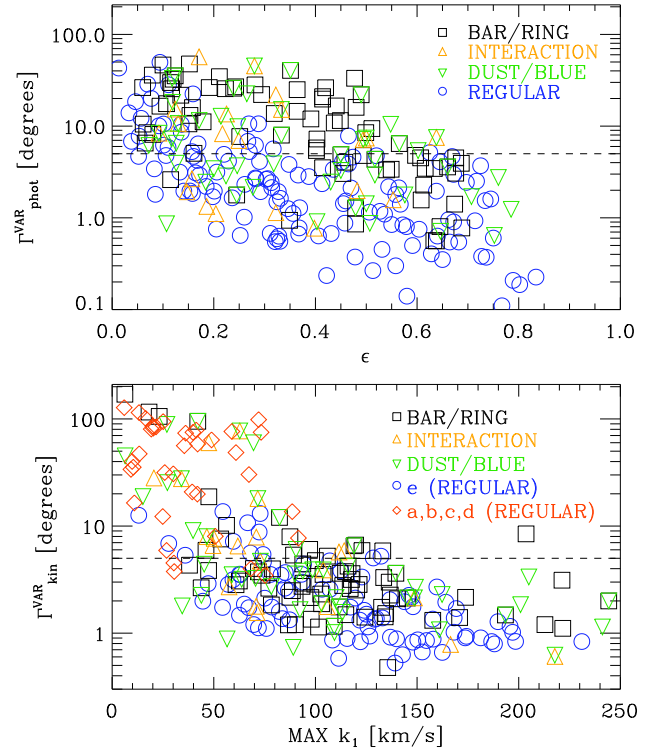 100.0
10.0
1.0
0.1
Γ^VAR_phot [degrees]
BAR/RING
INTERACTION
DUST/BLUE
REGULAR
0.0 0.2 0.4 0.6 0.8 1.0
ϵ
100
10
1
Γ^VAR_kin [degrees]
BAR/RING
INTERACTION
DUST/BLUE
e (REGULAR)
a,b,c,d (REGULAR)
0 50 100 150 200 250
MAX k₁ [km/s]